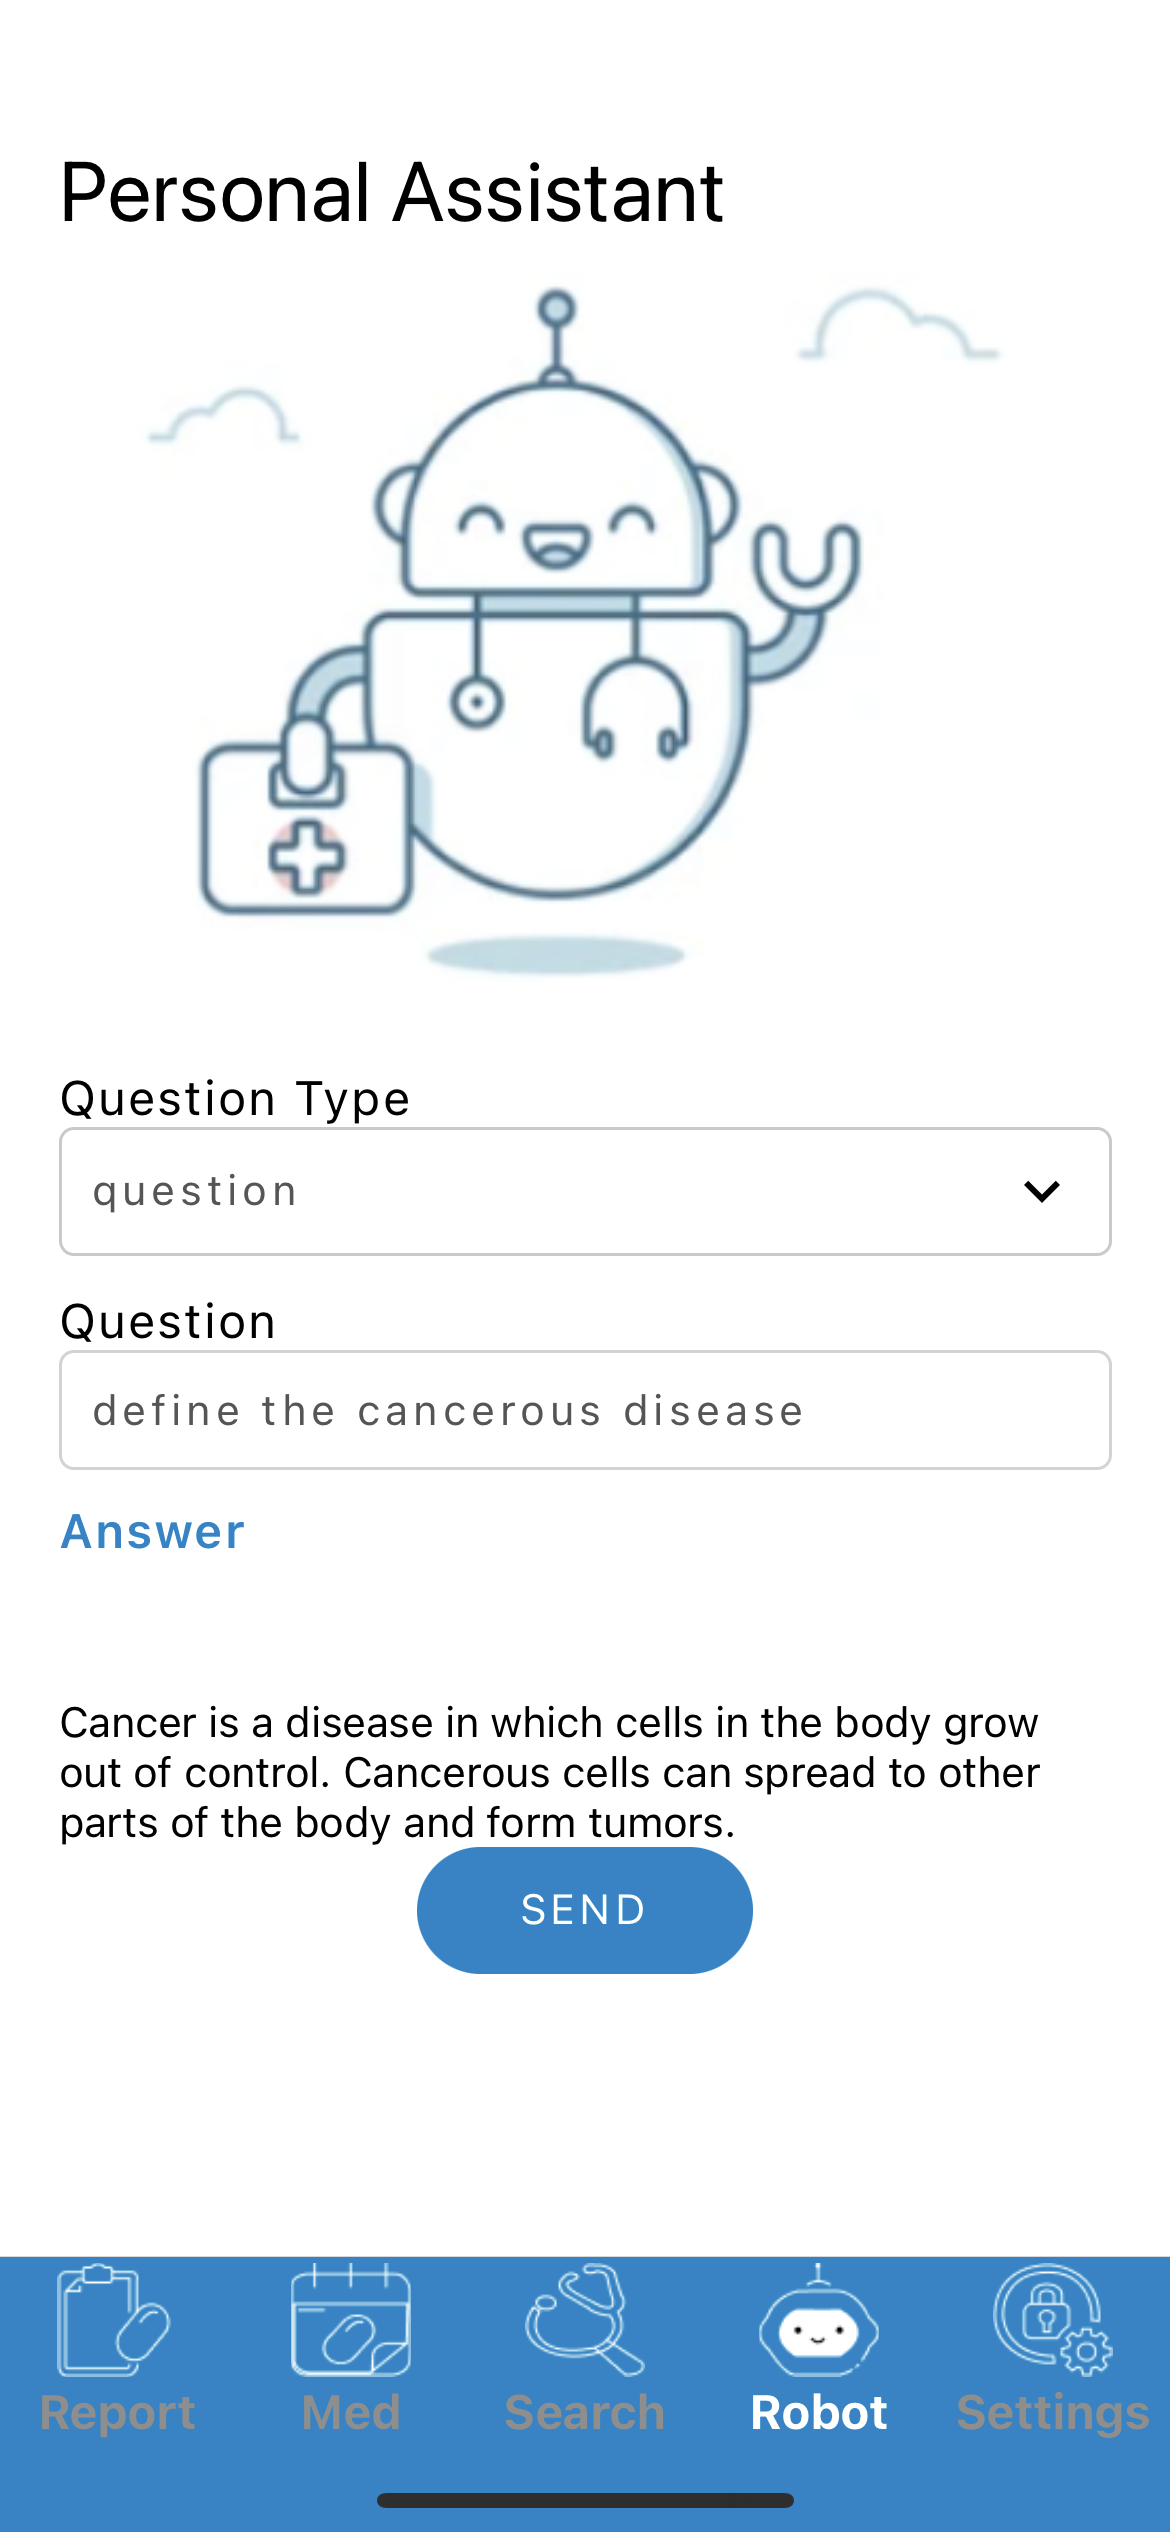 Personal Assistant
Question Type
question
Question
define the cancerous disease
Answer
Cancer is a disease in which cells in the body grow
out of control. Cancerous cells can spread to other
parts of the body and form tumors.
SEND
Report
Med
Search
Robot
Settings